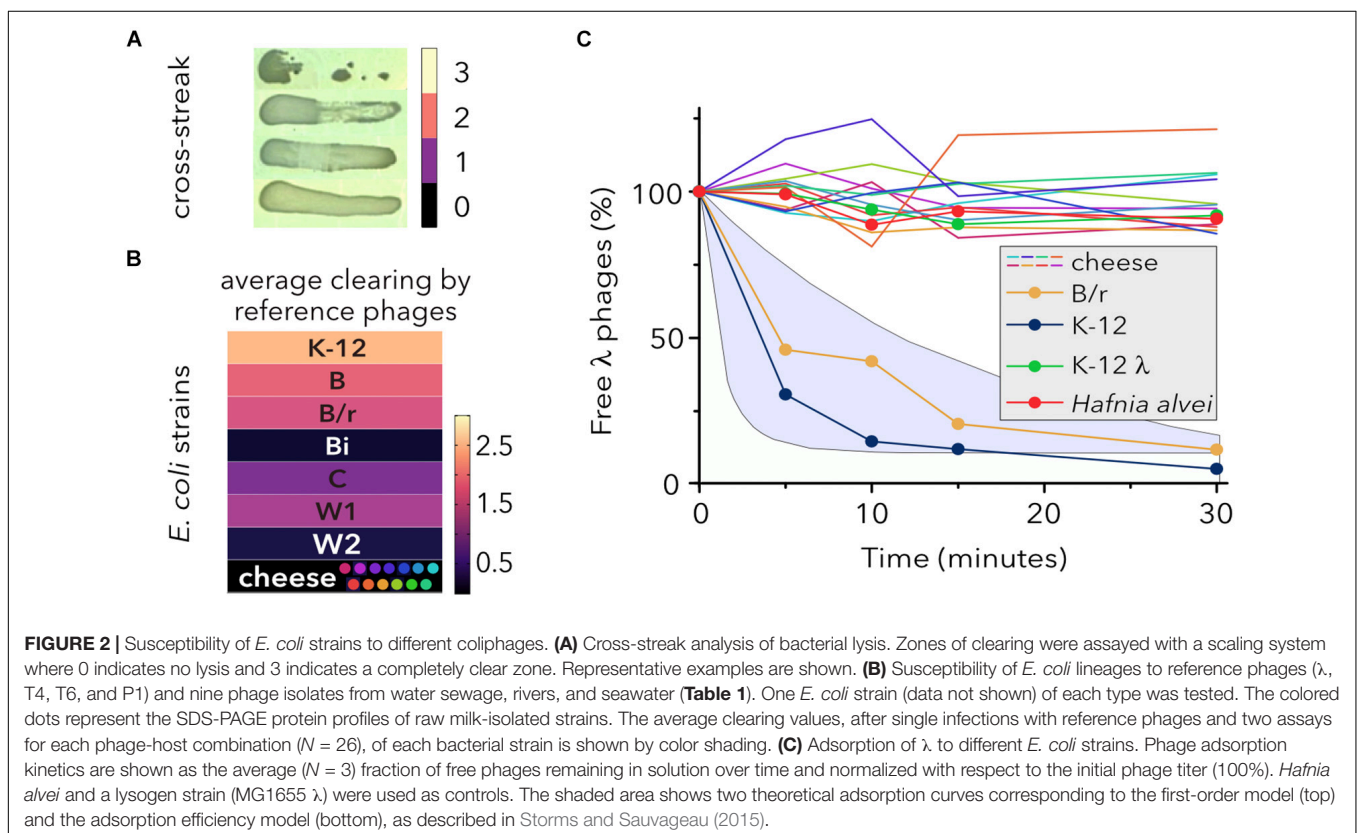 A
cross-streak
3
2
1
0
B
average clearing by
reference phages
E. coli strains
K-12
B
B/r
Bi
C
W1
W2
cheese
2.5
1.5
0.5
C
Free λ phages (%)
100
50
0
0
10
20
30
Time (minutes)
cheese
B/r
K-12
K-12 λ
Hafnia alvei
FIGURE 2 | Susceptibility of E. coli strains to different coliphages. (A) Cross-streak analysis of bacterial lysis. Zones of clearing were assayed with a scaling system
where 0 indicates no lysis and 3 indicates a completely clear zone. Representative examples are shown. (B) Susceptibility of E. coli lineages to reference phages (λ,
T4, T6, and P1) and nine phage isolates from water sewage, rivers, and seawater (Table 1). One E. coli strain (data not shown) of each type was tested. The colored
dots represent the SDS-PAGE protein profiles of raw milk-isolated strains. The average clearing values, after single infections with reference phages and two assays
for each phage-host combination (N = 26), of each bacterial strain is shown by color shading. (C) Adsorption of λ to different E. coli strains. Phage adsorption
kinetics are shown as the average (N = 3) fraction of free phages remaining in solution over time and normalized with respect to the initial phage titer (100%). Hafnia
alvei and a lysogen strain (MG1655 λ) were used as controls. The shaded area shows two theoretical adsorption curves corresponding to the first-order model (top)
and the adsorption efficiency model (bottom), as described in Storms and Sauvageau (2015).